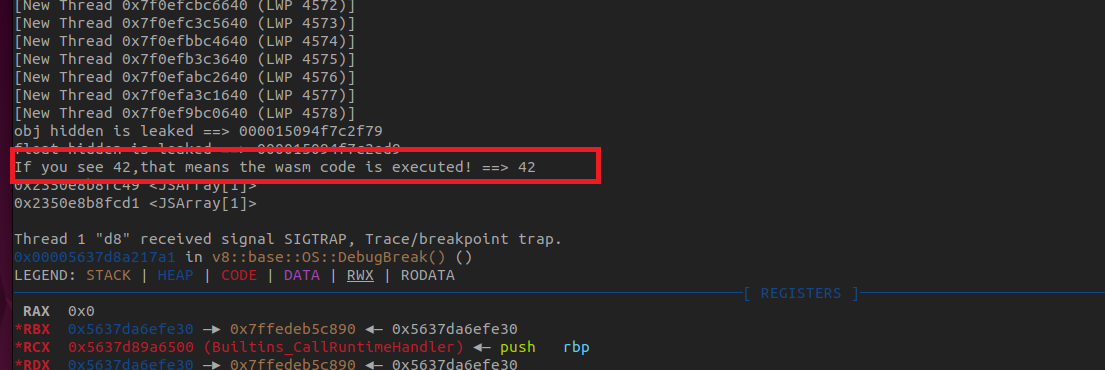 [New Thread 0x7f0efcbc6640 (LWP 4572)]
[New Thread 0x7f0efc3c5640 (LWP 4573)]
[New Thread 0x7f0efbbc4640 (LWP 4574)]
[New Thread 0x7f0efb3c3640 (LWP 4575)]
[New Thread 0x7f0efabc2640 (LWP 4576)]
[New Thread 0x7f0efa3c1640 (LWP 4577)]
[New Thread 0x7f0ef9bc0640 (LWP 4578)]
obj hidden is leaked ==> 000015094f7c2f79
float hidden is leaked ==> 000015094f7c2ed9
If you see 42,that means the wasm code is executed! ==> 42
0x2350e8b8fc49 <JSArray[1]>
0x2350e8b8fcd1 <JSArray[1]>
Thread 1 "d8" received signal SIGTRAP, Trace/breakpoint trap.
0x00005637d8a217a1 in v8::base::OS::DebugBreak() ()
LEGEND: STACK | HEAP | CODE | DATA | RWX | RODATA
[ REGISTERS ]
RAX 0x0
*RBX 0x5637da6efe30 —▸ 0x7ffedeb5c890 ◂— 0x5637da6efe30
*RCX 0x5637d89a6500 (Builtins_CallRuntimeHandler) ◂— push rbp
*RDX 0x5637da6efe30 —▸ 0x7ffedeb5c890 ◂— 0x5637da6efe30